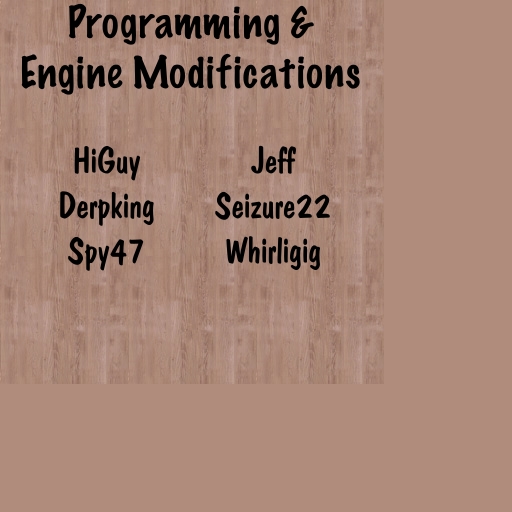 Programming &
Engine Modifications
HiGuy Jeff
Derpking Seizure22
Spy47 Whirligig